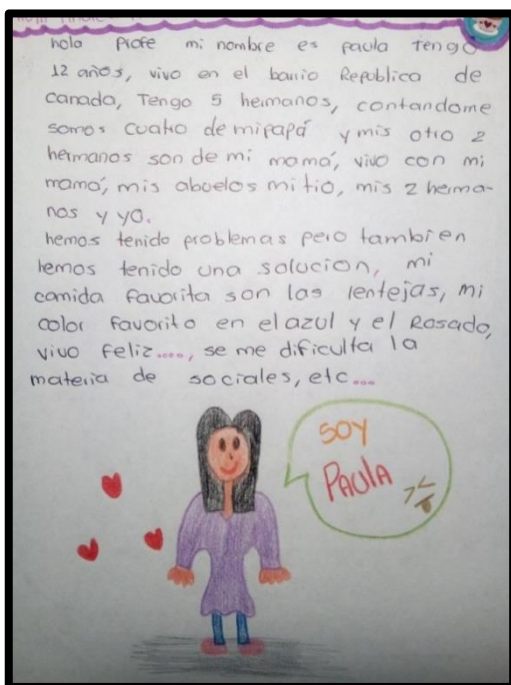 hola Profe mi nombre es paula tengo
12 años, vivo en el barrio Republica de
canada, Tengo 5 hermanos, contandome
somos cuatro de mi papá y mis otro 2
hermanos son de mi mamá, vivo con mi
mamá, mis abuelos mi tio, mis 2 herma-
nos y yo.
hemos tenido problemas pero tambien
hemos tenido una solucion, mi
comida favorita son las lentejas, mi
color favorito en el azul y el Rosado,
vivo feliz...., se me dificulta la
materia de sociales, etc...
SOY
PAULA